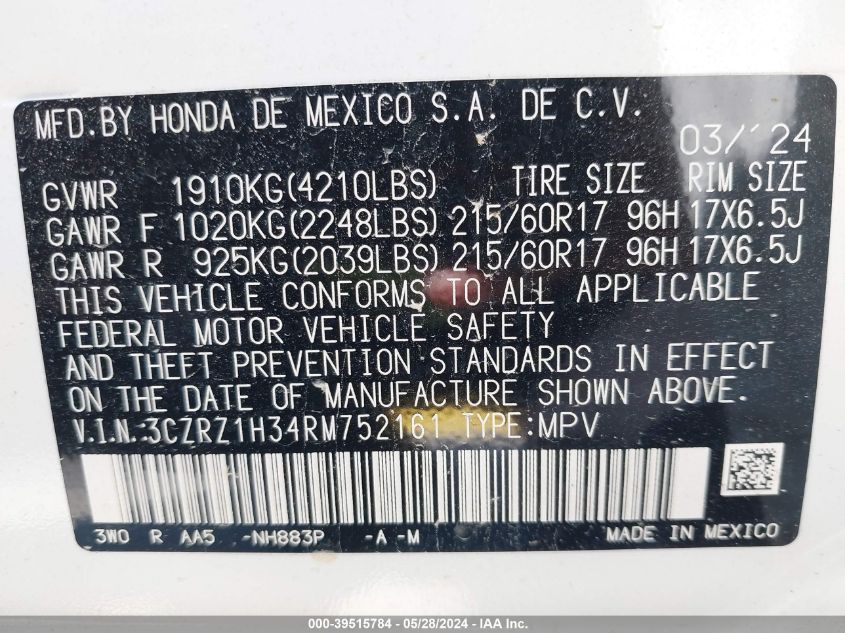 MFD.BY HONDA DE MEXICO S.A. DE C.V.
03/'24
GVWR 1910KG(4210LBS) TIRE SIZE RIM SIZE
GAWR F 1020KG(2248LBS) 215/60R17 96H 17X6.5J
GAWR R 925KG(2039LBS) 215/60R17 96H 17X6.5J
THIS VEHICLE CONFORMS TO ALL APPLICABLE
FEDERAL MOTOR VEHICLE SAFETY
AND THEFT PREVENTION STANDARDS IN EFFECT
ON THE DATE OF MANUFACTURE SHOWN ABOVE.
V.I.N.:3CZRZ1H34RM752161 TYPE:MPV
3W0 R AA5 -NH883P -A -M MADE IN MEXICO
000-39515784 - 05/28/2024 - IAA Inc.